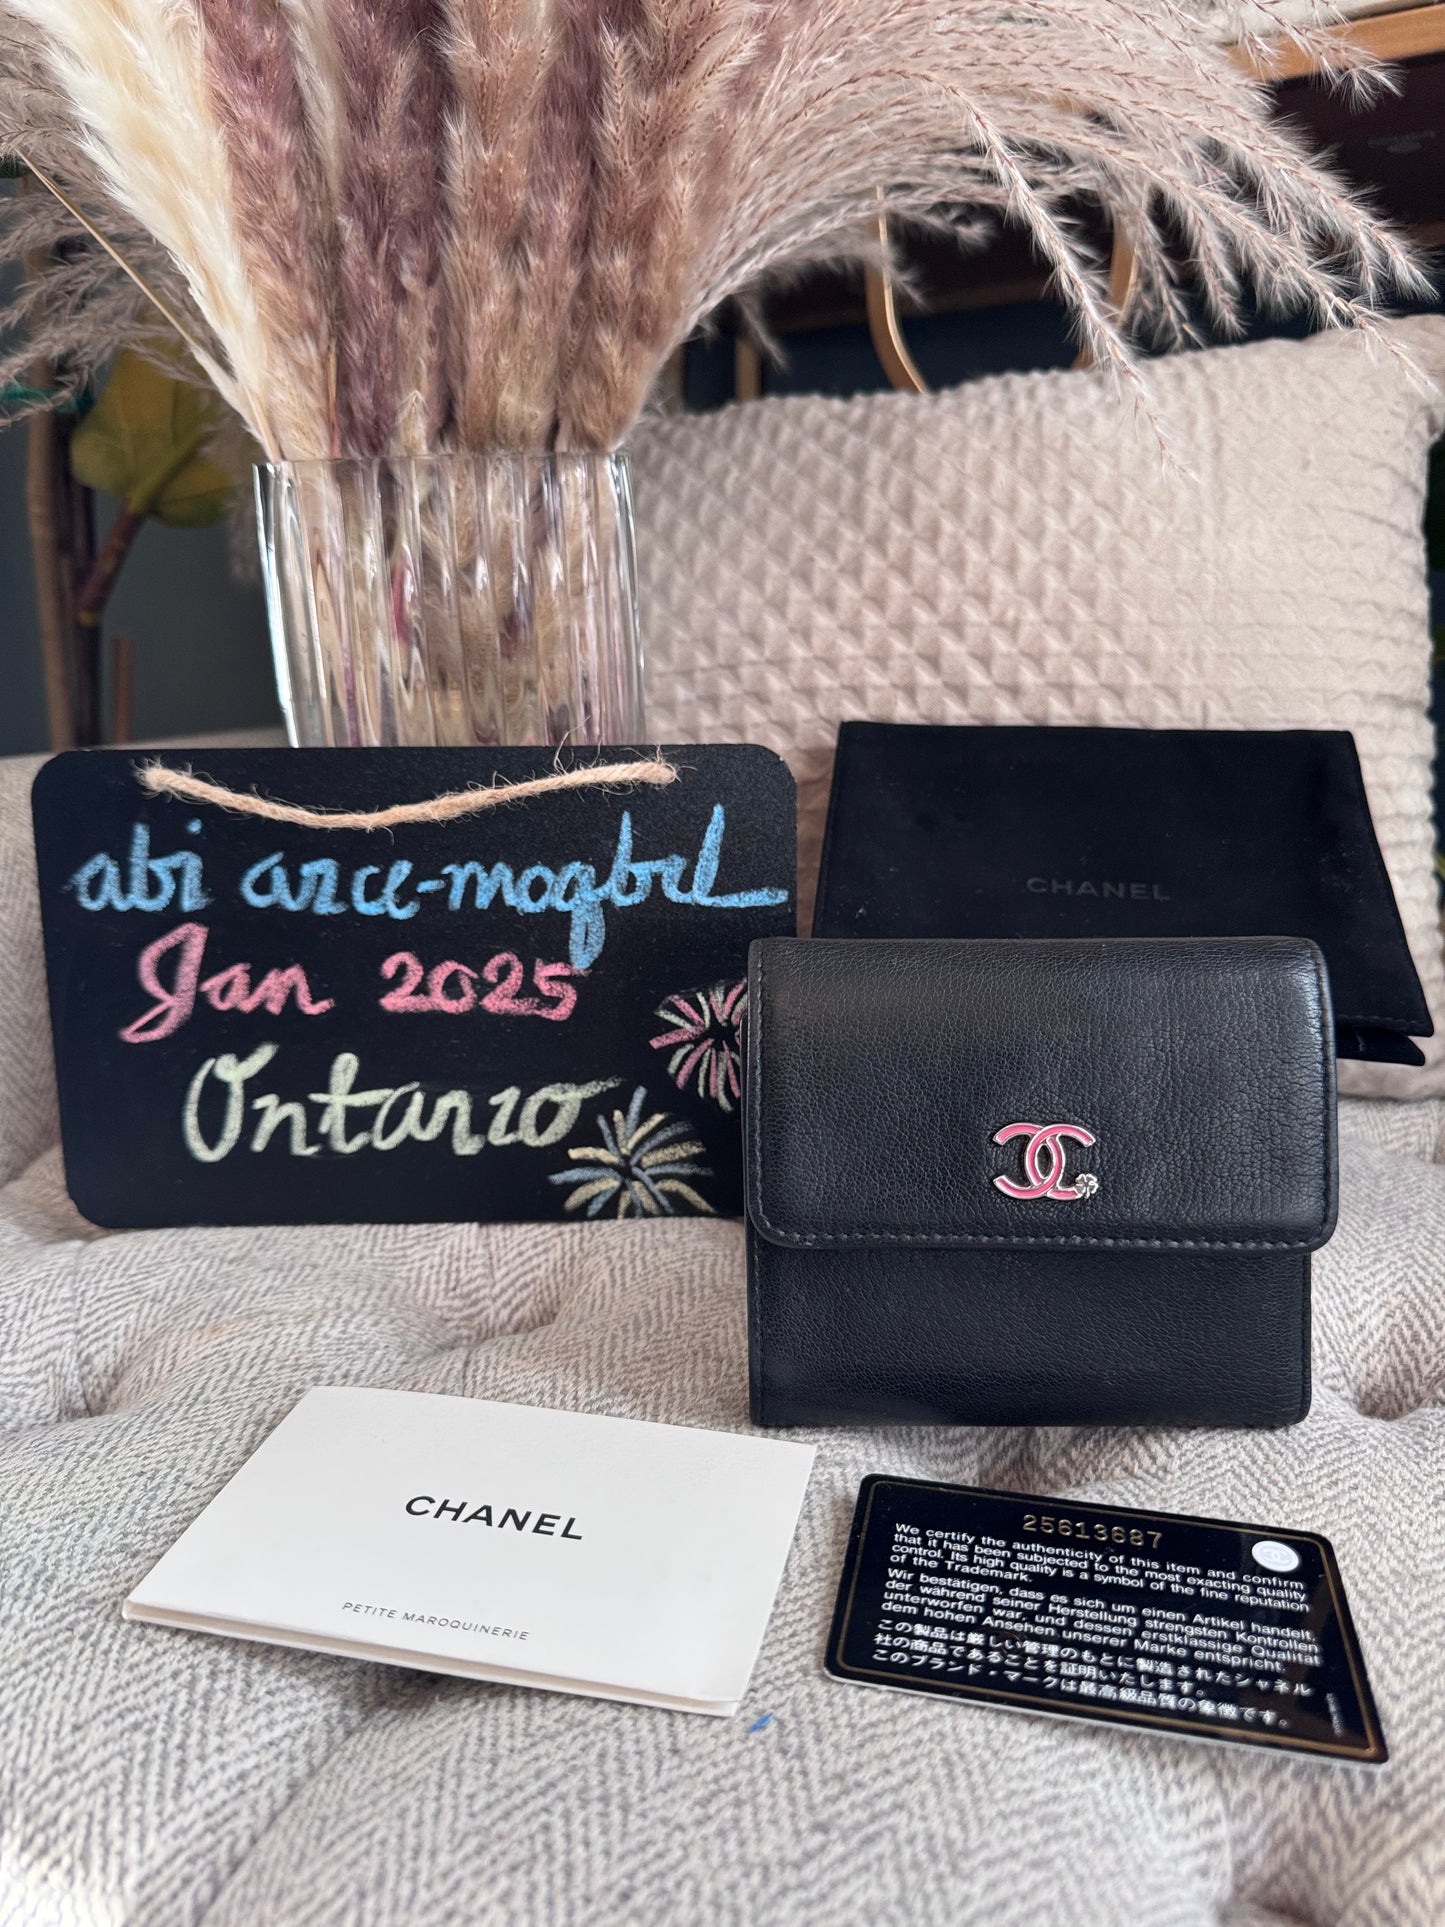 abi arce-moqbel
Jan 2025
Ontario
CHANEL
CHANEL
PETITE MAROQUINERIE
25613687
We certify the authenticity of this item and confirm
that it has been subjected to the most exacting quality
control. Its high quality is a symbol of the fine reputation
of the Trademark.
Wir bestätigen, dass es sich um einen Artikel handelt,
der während seiner Herstellung strengsten Kontrollen
unterworfen war, und dessen erstklassige Qualität
dem hohen Ansehen unserer Marke entspricht.
この製品は厳しい管理のもとに製造されたシャネル
社の商品であることを証明いたします。
このブランド・マークは最高級品質の象徴です。